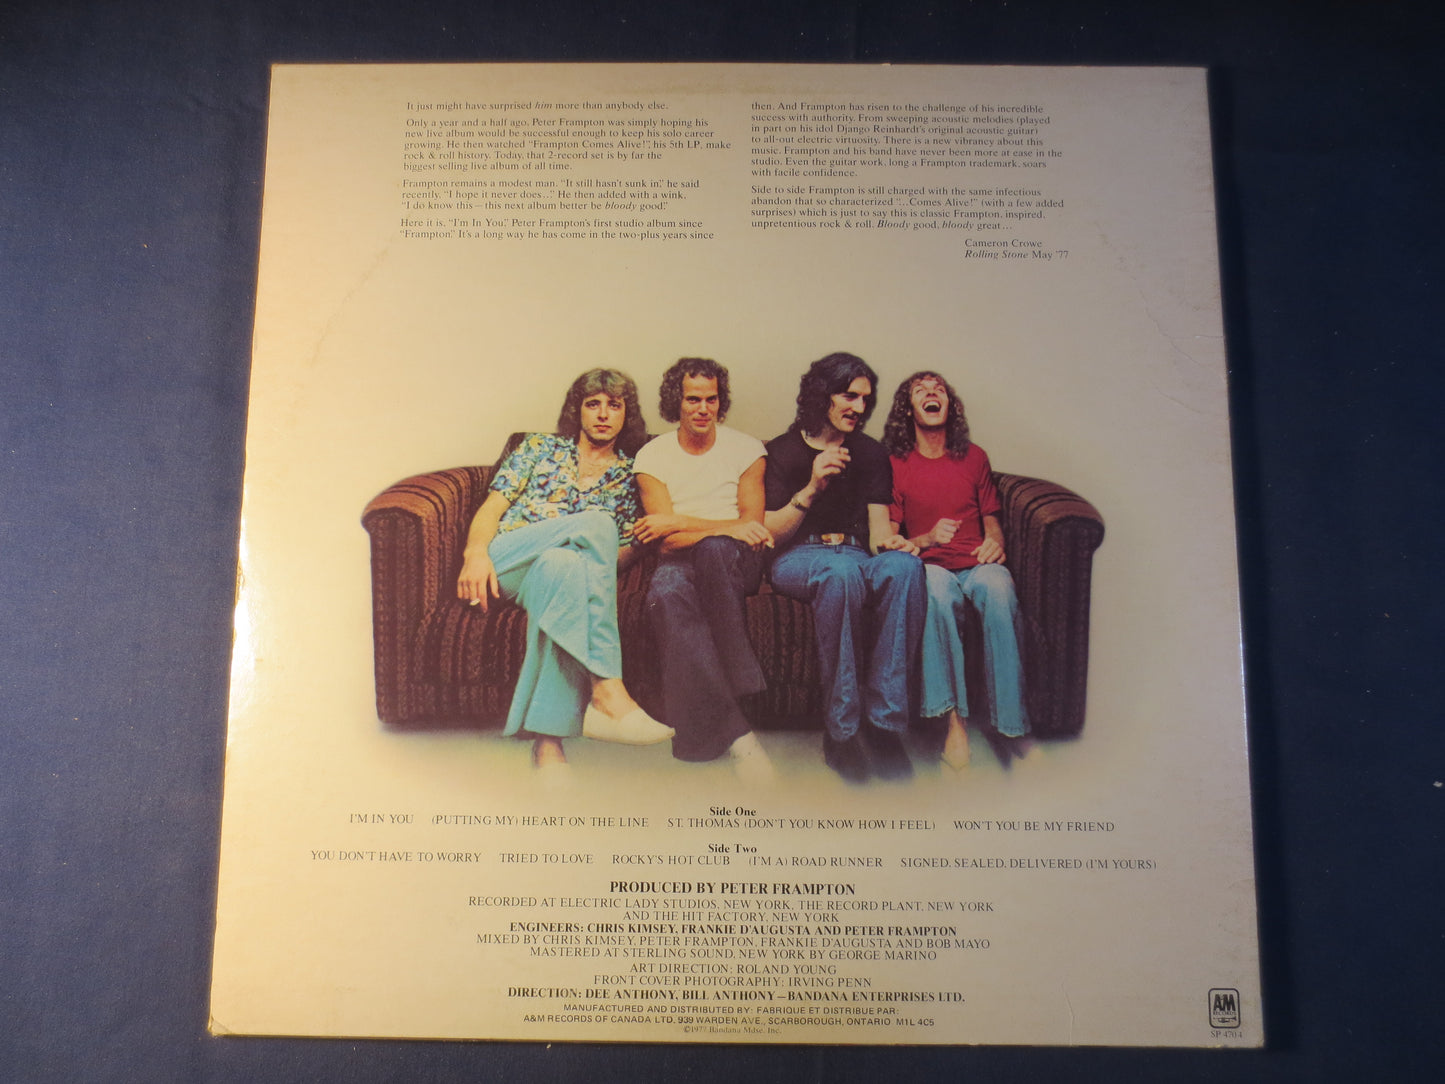 It just might have surprised him more than anybody else.
Only a year and a half ago, Peter Frampton was simply hoping his
new live album would be successful enough to keep his solo career
growing. He then watched "Frampton Comes Alive!", his 5th LP, make
rock & roll history. Today, that 2-record set is by far the
biggest selling live album of all time.
Frampton remains a modest man. "It still hasn't sunk in," he said
recently. "I hope it never does..." He then added with a wink,
"I do know this—this next album better be bloody good."
Here it is, "I'm In You," Peter Frampton's first studio album since
"Frampton." It's a long way he has come in the two-plus years since
then. And Frampton has risen to the challenge of his incredible
success with authority. From sweeping acoustic melodies (played
in part on his idol Django Reinhardt's original acoustic guitar)
to all-out electric virtuosity. There is a new vibrancy about this
music. Frampton and his band have never been more at ease in the
studio. Even the guitar work, long a Frampton trademark, soars
with facile confidence.
Side to side Frampton is still charged with the same infectious
abandon that so characterized "...Comes Alive!" (with a few added
surprises) which is just to say this is classic Frampton, inspired,
unpretentious rock & roll. Bloody good, bloody great...
Cameron Crowe
Rolling Stone May '77
Side One
I'M IN YOU (PUTTING MY) HEART ON THE LINE ST. THOMAS (DON'T YOU KNOW HOW I FEEL) WON'T YOU BE MY FRIEND
Side Two
YOU DON'T HAVE TO WORRY TRIED TO LOVE ROCKY'S HOT CLUB (I'M A) ROAD RUNNER SIGNED, SEALED, DELIVERED (I'M YOURS)
PRODUCED BY PETER FRAMPTON
RECORDED AT ELECTRIC LADY STUDIOS, NEW YORK, THE RECORD PLANT, NEW YORK
AND THE HIT FACTORY, NEW YORK
ENGINEERS: CHRIS KIMSEY, FRANKIE D'AUGUSTA AND PETER FRAMPTON
MIXED BY CHRIS KIMSEY, PETER FRAMPTON, FRANKIE D'AUGUSTA AND BOB MAYO
MASTERED AT STERLING SOUND, NEW YORK BY GEORGE MARINO
ART DIRECTION: ROLAND YOUNG
FRONT COVER PHOTOGRAPHY: IRVING PENN
DIRECTION: DEE ANTHONY, BILL ANTHONY—BANDANA ENTERPRISES LTD.
MANUFACTURED AND DISTRIBUTED BY: FABRIQUE ET DISTRIBUE PAR:
A&M RECORDS OF CANADA LTD. 939 WARDEN AVE., SCARBOROUGH, ONTARIO M1L 4C5
©1977 Bandana Mdse. Inc.
A&M
RECORDS
SP 4704